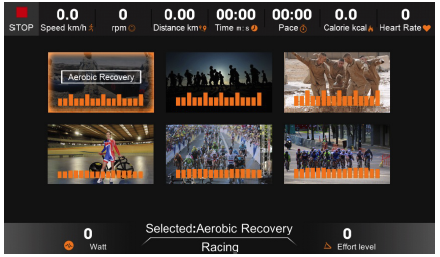 0.0 0 0.00 00:00 00:00 0.0 0
STOP Speed km/h rpm Distance km Time m:s Pace Calorie kcal Heart Rate
Aerobic Recovery
0 Selected:Aerobic Recovery 0
Watt Racing Effort level